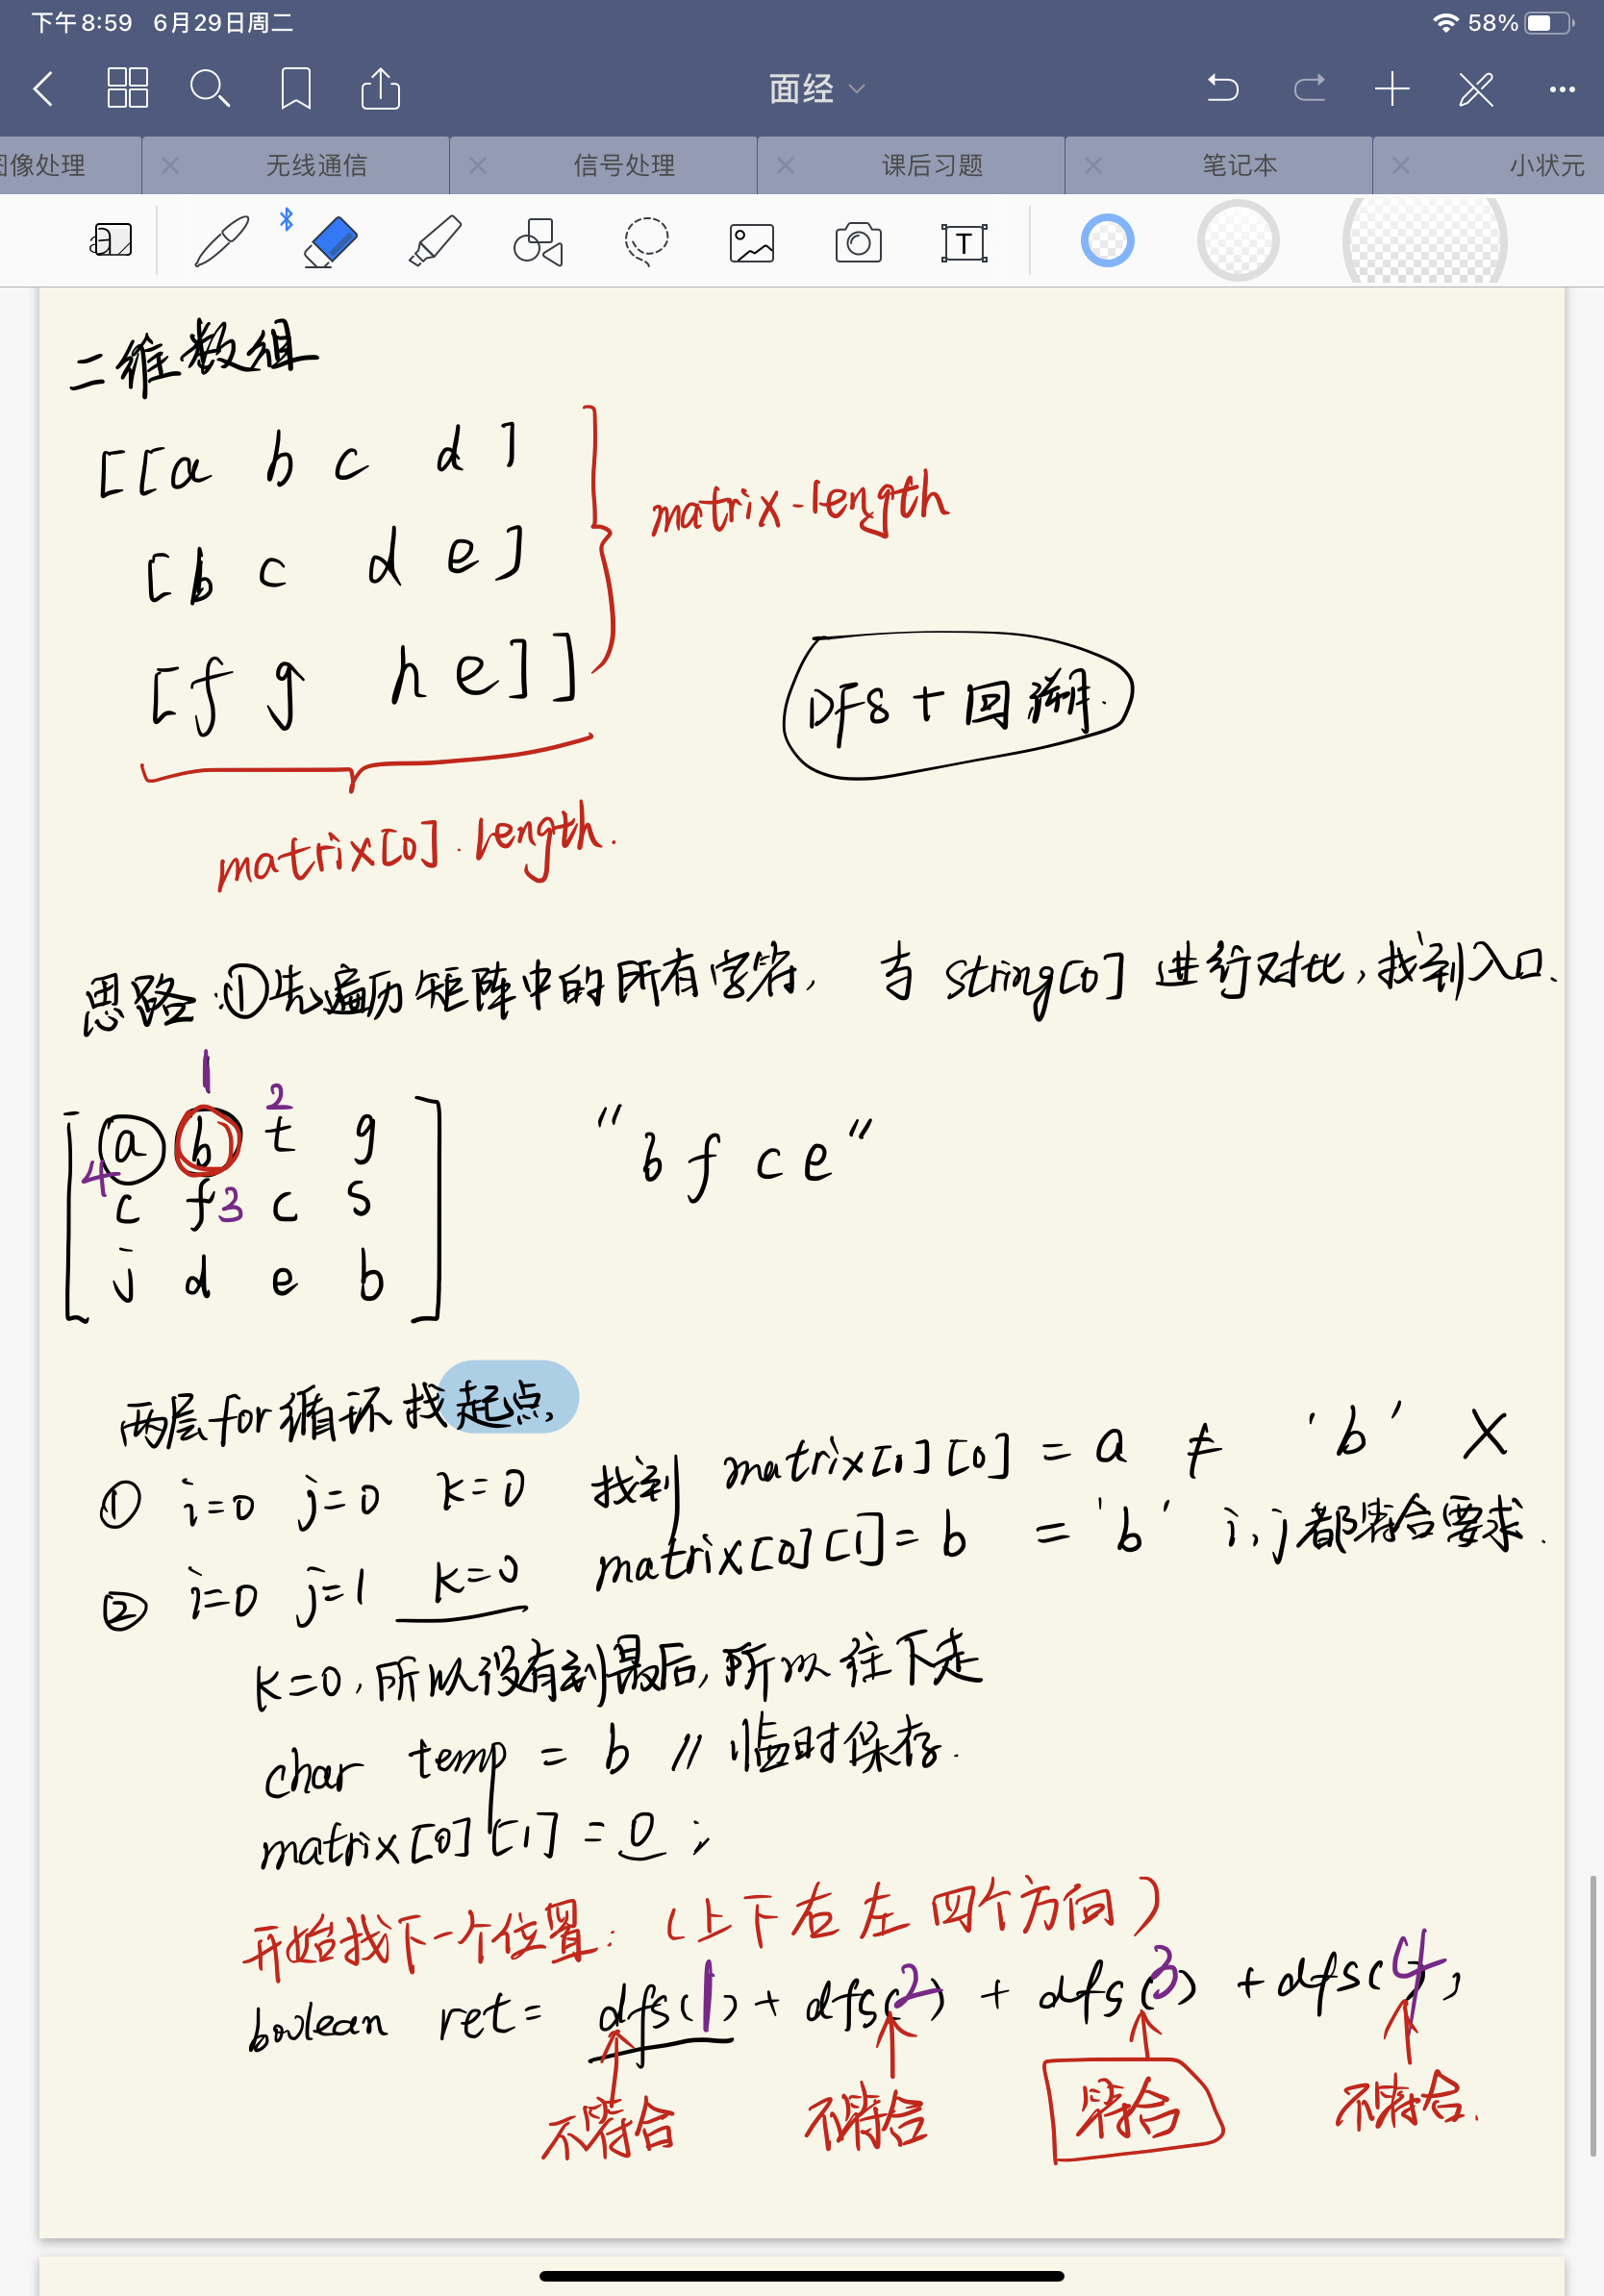 下午8:59 6月29日周二 58%
面经
图像处理 无线通信 信号处理 课后习题 笔记本 小状元
二维数组
[[a b c d]
matrix-length
[b c d e]
[f g h e]]
DFS + 回溯.
matrix[0].length.
思路:①先遍历矩阵中的所有字符, 与 string[0] 进行对比,找到入口.
1
2
a b t g
"b f c e"
4
c f 3 c s
j d e b
两层for循环找起点,
① i=0 j=0 k=0 找到 matrix[0][0] = a ≠ 'b' X
② i=0 j=1 k=0 matrix[0][1] = b = 'b' i,j都符合要求.
k=0,所以没有到最后,所以往下走
char temp = b // 临时保存.
matrix[0][1] = 0;
开始找下一个位置:(上下右左四个方向)
boolean ret= dfs(1)+ dfs(2) + dfs(3) + dfs(4);
不符合 不符合 符合 不符合.